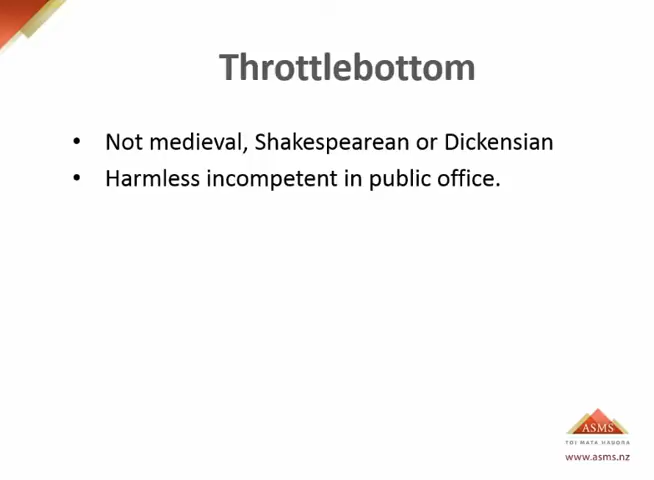 Throttlebottom
• Not medieval, Shakespearean or Dickensian
• Harmless incompetent in public office.
ASMS
TOI MATA HAUORA
www.asms.nz